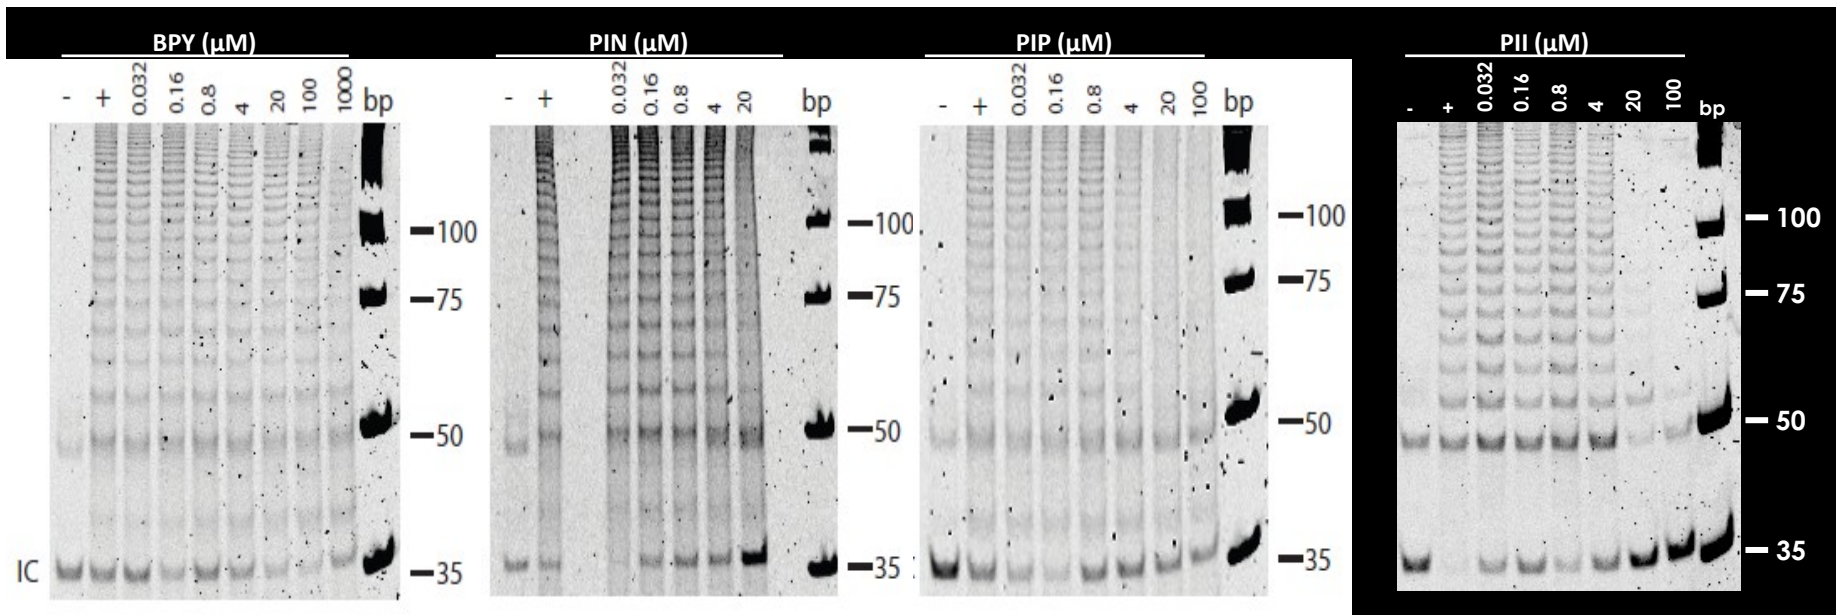 BPY (μM)
- + 0.032 0.16 0.8 4 20 100 1000 bp
100
75
50
35
IC
PIN (μM)
- + 0.032 0.16 0.8 4 20 bp
100
75
50
35
PIP (μM)
- + 0.032 0.16 0.8 4 20 100 bp
100
75
50
35
PII (μM)
- + 0.032 0.16 0.8 4 20 100 bp
100
75
50
35